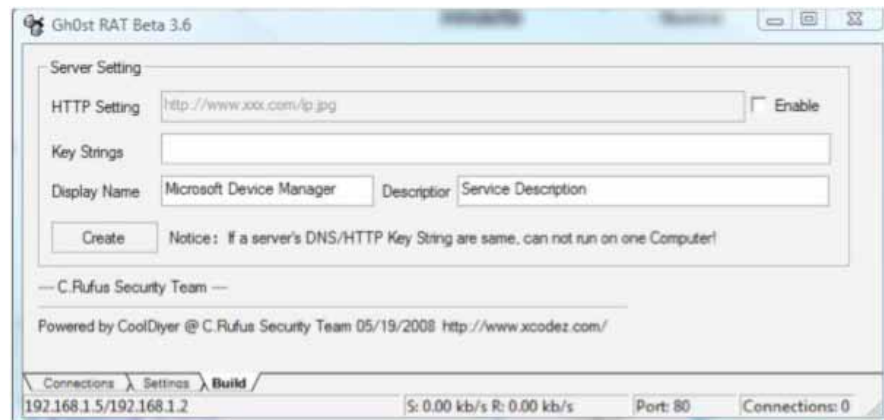 Gh0st RAT Beta 3.6
Server Setting
HTTP Setting http://www.xxx.com/ip.jpg Enable
Key Strings
Display Name Microsoft Device Manager Descriptior Service Description
Create Notice: If a server's DNS/HTTP Key String are same, can not run on one Computer!
--- C.Rufus Security Team ---
Powered by CoolDiyer @ C.Rufus Security Team 05/19/2008 http://www.xcodez.com/
Connections Settings Build
192.168.1.5/192.168.1.2 S: 0.00 kb/s R: 0.00 kb/s Port: 80 Connections: 0